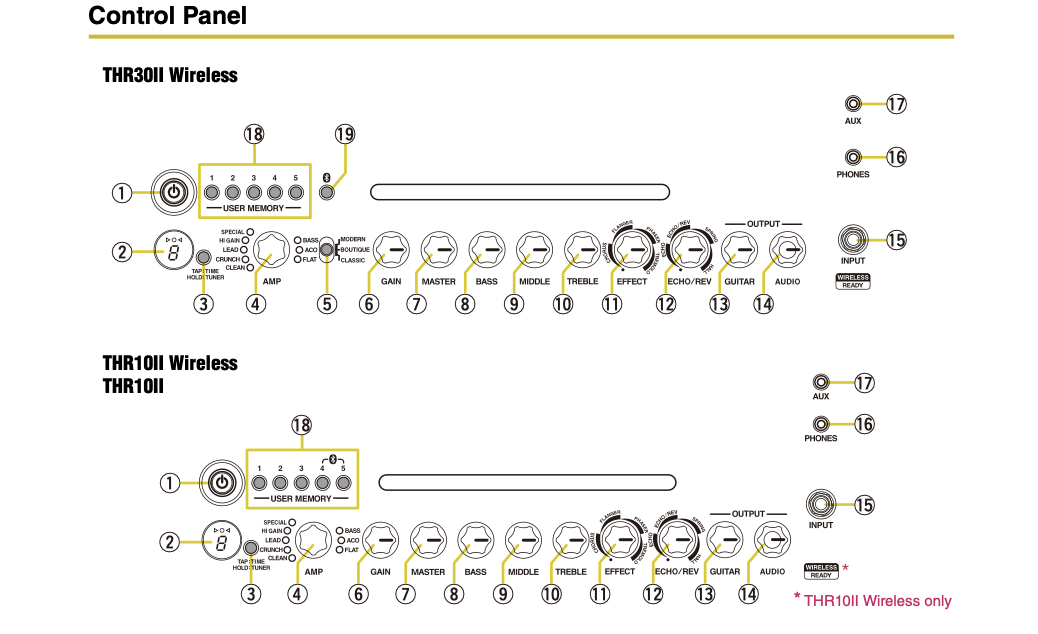 Control Panel
THR30II Wireless
⑰
AUX
⑱ ⑲
⑯
PHONES
①
1 2 3 4 5
USER MEMORY
②
8
TAP:TIME
HOLD:TUNER
SPECIAL
HI GAIN
LEAD
CRUNCH
CLEAN
AMP
BASS
ACO
FLAT
MODERN
BOUTIQUE
CLASSIC
GAIN
MASTER
BASS
MIDDLE
TREBLE
CHORUS
FLANGER
PHASER
TREMOLO
EFFECT
ECHO
ECHO/REV
SPRING
HALL
ECHO/REV
OUTPUT
GUITAR
AUDIO
⑮
INPUT
WIRELESS
READY
③ ④ ⑤ ⑥ ⑦ ⑧ ⑨ ⑩ ⑪ ⑫ ⑬ ⑭
THR10II Wireless
THR10II
⑰
AUX
⑱
⑯
PHONES
①
1 2 3 4 5
USER MEMORY
②
8
TAP:TIME
HOLD:TUNER
SPECIAL
HI GAIN
LEAD
CRUNCH
CLEAN
AMP
BASS
ACO
FLAT
GAIN
MASTER
BASS
MIDDLE
TREBLE
CHORUS
FLANGER
PHASER
TREMOLO
EFFECT
ECHO
ECHO/REV
SPRING
HALL
ECHO/REV
OUTPUT
GUITAR
AUDIO
⑮
INPUT
WIRELESS
READY
*
③ ④ ⑥ ⑦ ⑧ ⑨ ⑩ ⑪ ⑫ ⑬ ⑭
* THR10II Wireless only